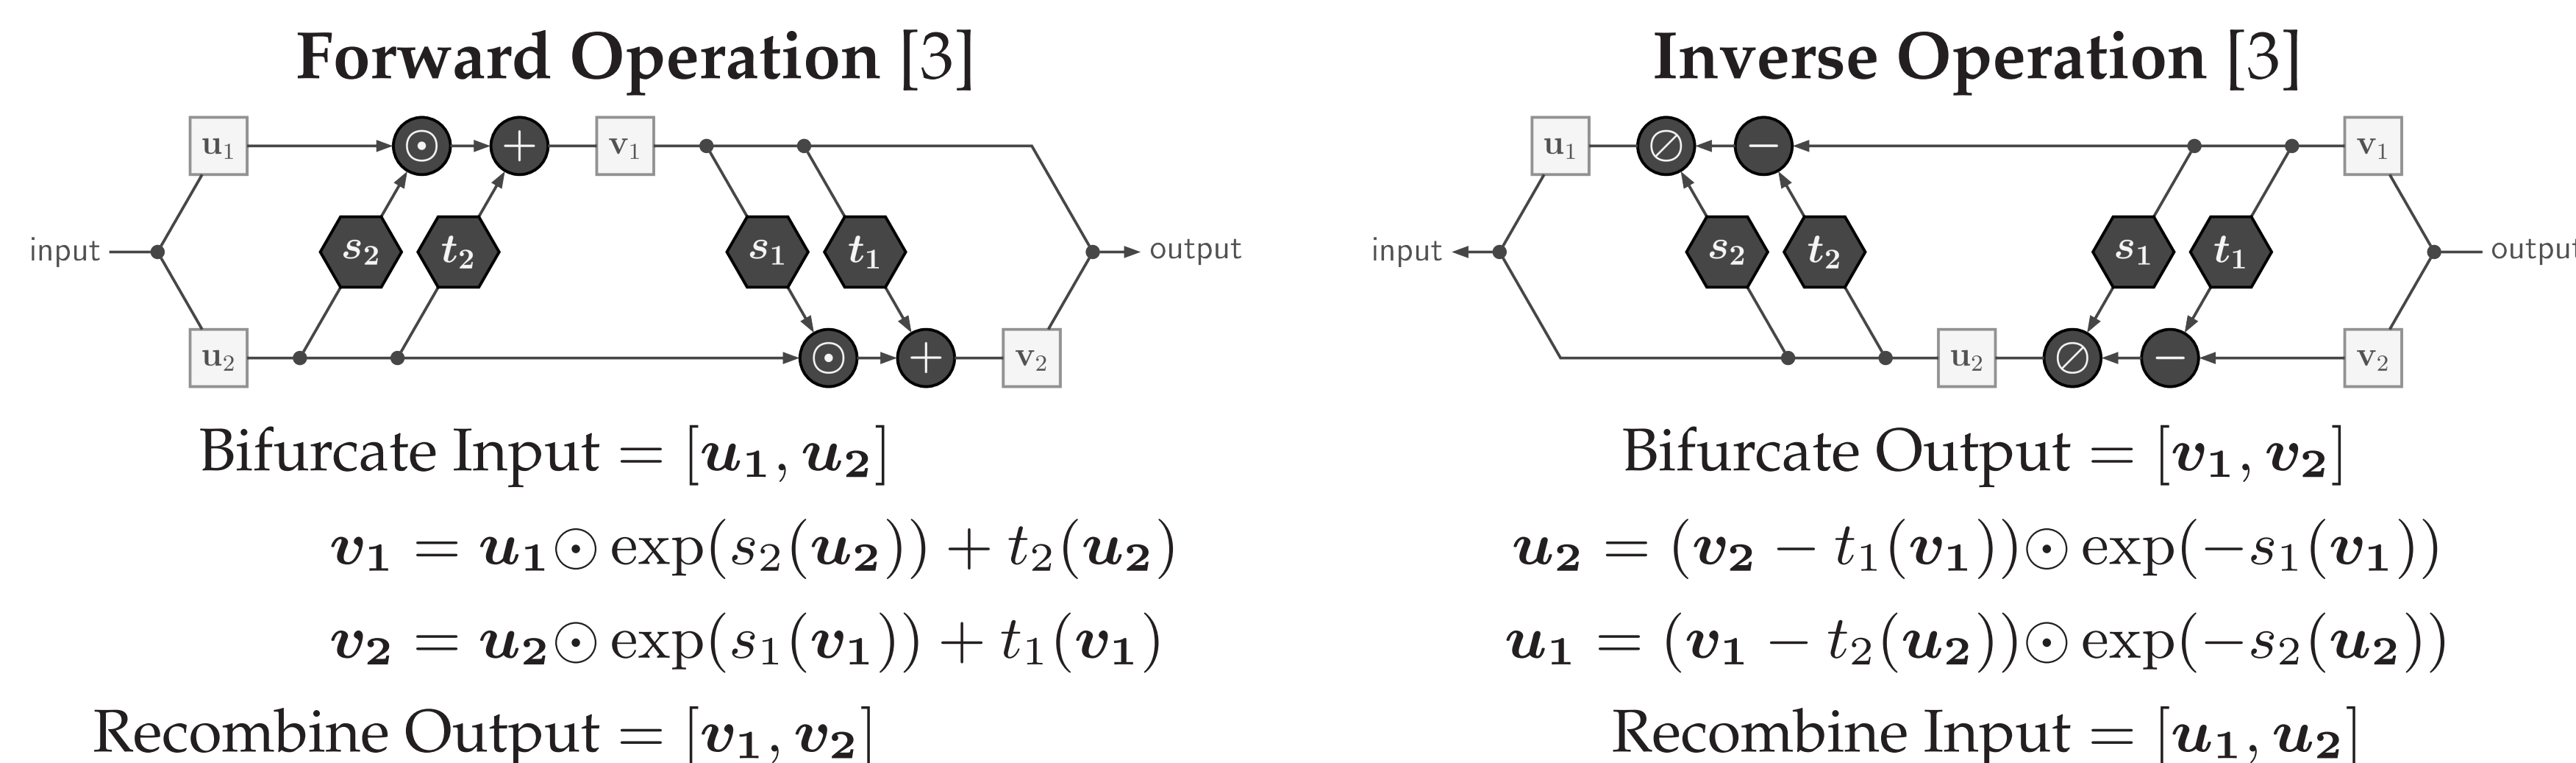 Forward Operation [3]
u₁ ⊙ + v₁
input s₂ t₂ s₁ t₁ output
u₂ ⊙ + v₂
Bifurcate Input = [u₁, u₂]
v₁ = u₁ ⊙ exp(s₂(u₂)) + t₂(u₂)
v₂ = u₂ ⊙ exp(s₁(v₁)) + t₁(v₁)
Recombine Output = [v₁, v₂]
Inverse Operation [3]
u₁ ⊘ − v₁
input s₂ t₂ s₁ t₁ output
u₂ ⊘ − v₂
Bifurcate Output = [v₁, v₂]
u₂ = (v₂ − t₁(v₁)) ⊙ exp(−s₁(v₁))
u₁ = (v₁ − t₂(u₂)) ⊙ exp(−s₂(u₂))
Recombine Input = [u₁, u₂]